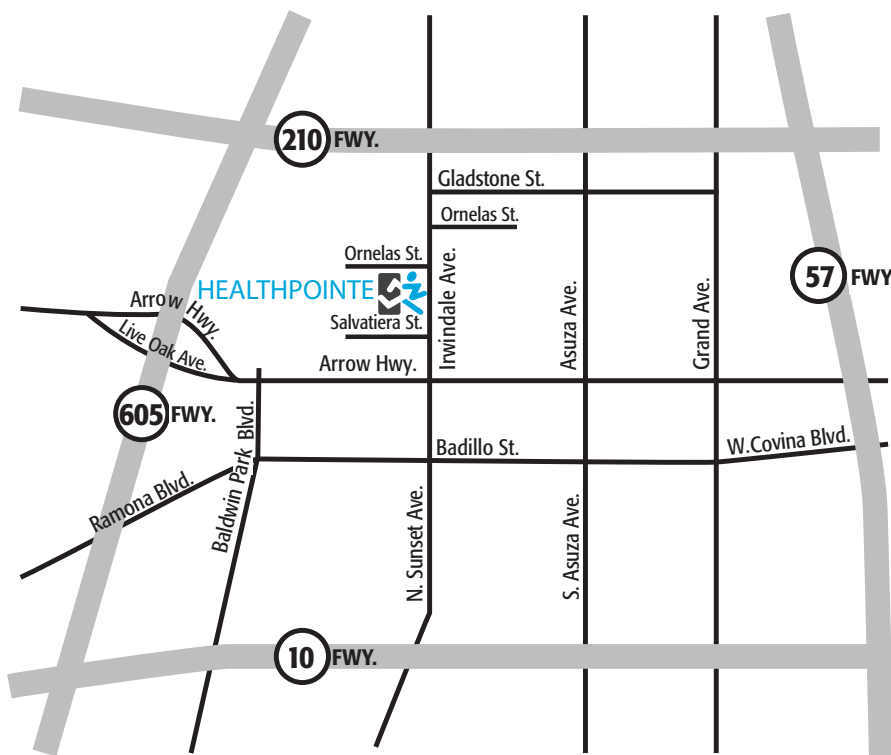 210 FWY.
Gladstone St.
Ornelas St.
Ornelas St.
HEALTHPOINTE
57 FWY
Arrow Hwy.
Live Oak Ave.
Salvatiera St.
Irwindale Ave.
Asuza Ave.
Grand Ave.
Arrow Hwy.
605 FWY.
Baldwin Park Blvd.
Badillo St.
W.Covina Blvd.
Ramona Blvd.
N. Sunset Ave.
S. Asuza Ave.
10 FWY.